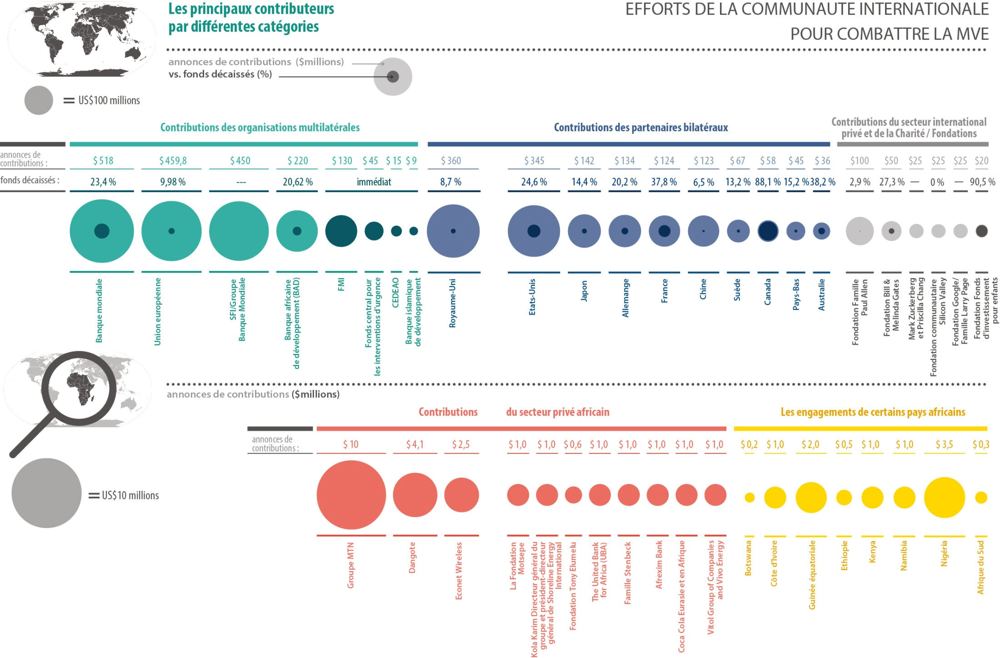 Les principaux contributeurs
par différentes catégories
EFFORTS DE LA COMMUNAUTE INTERNATIONALE
POUR COMBATTRE LA MVE
annonces de contributions ($millions)
vs. fonds décaissés (%)
= US$100 millions
Contributions des organisations multilatérales
Contributions des partenaires bilatéraux
Contributions du secteur international
privé et de la Charité / Fondations
annonces de
contributions :
$ 518 $ 459,8 $ 450 $ 220 $ 130 $ 45 $ 15 $ 9 $ 360 $ 345 $ 142 $ 134 $ 124 $ 123 $ 67 $ 58 $ 45 $ 36 $100 $50 $25 $25 $25 $20
fonds décaissés :
23,4 % 9,98 % --- 20,62 % immédiat 8,7 % 24,6 % 14,4 % 20,2 % 37,8 % 6,5 % 13,2 % 88,1 % 15,2 % 38,2 % 2,9 % 27,3 % — 0 % — 90,5 %
Banque mondiale
Union européenne
SFI/Groupe
Banque Mondiale
Banque africaine
de développement (BAD)
FMI
Fonds central pour
les interventions d'urgence
CEDEAO
Banque islamique
de développement
Royaume-Uni
Etats-Unis
Japon
Allemange
France
Chine
Suède
Canada
Pays-Bas
Australie
Fondation Famille
Paul Allen
Fondation Bill &
Melinda Gates
Mark Zuckerberg
et Priscilla Chang
Fondation communautaire
Silicon Valley
Fondation Google/
Famille Larry Page
Fondation Fonds
d'investissement
pour enfants
annonces de contributions ($millions)
= US$10 millions
Contributions du secteur privé africain
Les engagements de certains pays africains
annonces de
contributions :
$ 10 $ 4,1 $ 2,5 $ 1,0 $ 1,0 $ 0,6 $ 1,0 $ 1,0 $ 1,0 $ 1,0 $ 1,0 $ 0,2 $ 1,0 $ 2,0 $ 0,5 $ 1,0 $ 1,0 $ 3,5 $ 0,3
Groupe MTN
Dangote
Econet Wireless
La Fondation
Motsepe
Kola Karim Directeur général du
groupe et président-directeur
général de Shoreline Energy
International
Fondation Tony Elumelu
The United Bank
for Africa (UBA)
Famille Stenbeck
Afrexim Bank
Coca Cola Eurasie et en Afrique
Vitol Group of Companies
and Vivo Energy
Botswana
Côte d'Ivoire
Guinée équatoriale
Ethiopie
Kenya
Namibia
Nigéria
Afrique du Sud